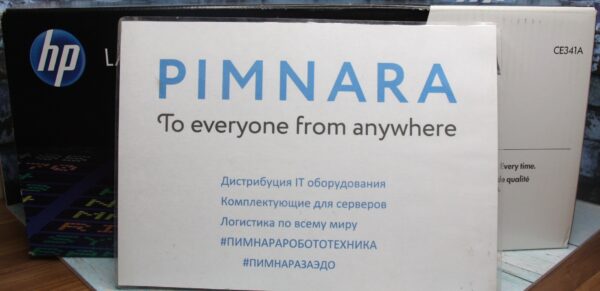 hp
CE341A
PIMNARA
To everyone from anywhere
Every time.
de qualité
Дистрибуция IT оборудования
Комплектующие для серверов
Логистика по всему миру
#ПИМНАРАРОБОТОТЕХНИКА
#ПИМНАРАЗАЭДО